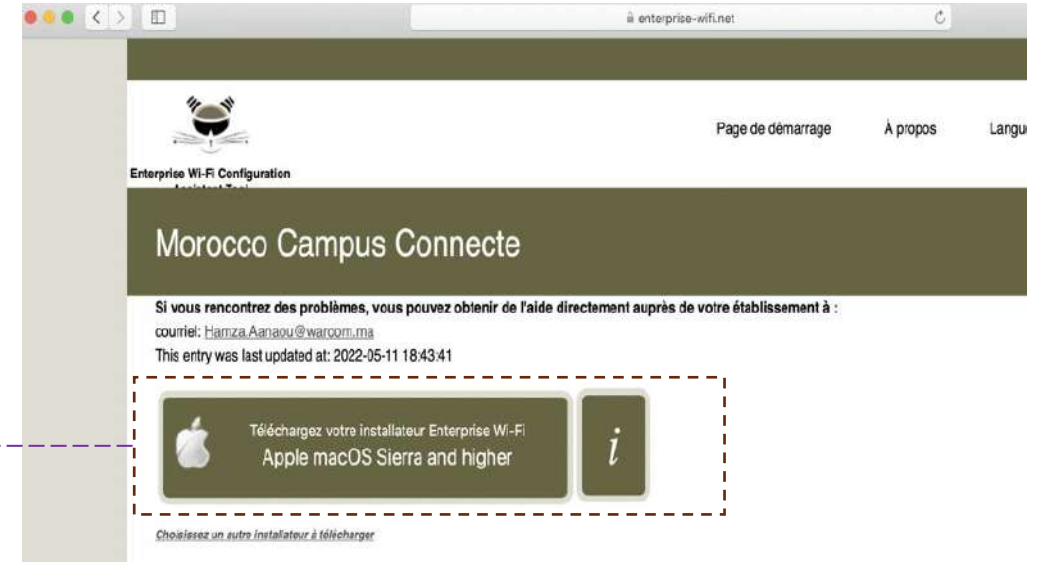 enterprise-wifi.net
Page de démarrage
À propos
Langu
Enterprise Wi-Fi Configuration
Morocco Campus Connecte
Si vous rencontrez des problèmes, vous pouvez obtenir de l'aide directement auprès de votre établissement à :
courriel: Hamza.Aanaou@warcom.ma
This entry was last updated at: 2022-05-11 18:43:41
Téléchargez votre installateur Enterprise Wi-Fi
Apple macOS Sierra and higher
i
Choisissez un autre installateur à télécharger